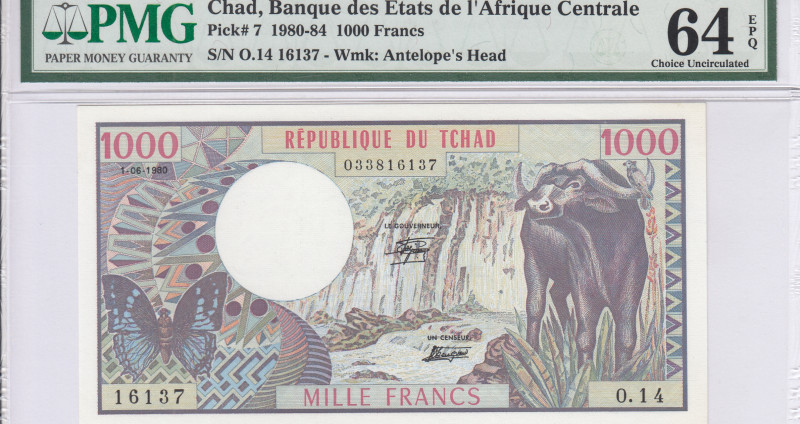 PMG
PAPER MONEY GUARANTY
Chad, Banque des Etats de l'Afrique Centrale
Pick# 7 1980-84 1000 Francs
S/N O.14 16137 - Wmk: Antelope's Head
64 EPQ
Choice Uncirculated
1000
RÉPUBLIQUE DU TCHAD
1000
1-06-1980
033816137
LE GOUVERNEUR,
UN CENSEUR,
16137
MILLE FRANCS
O.14